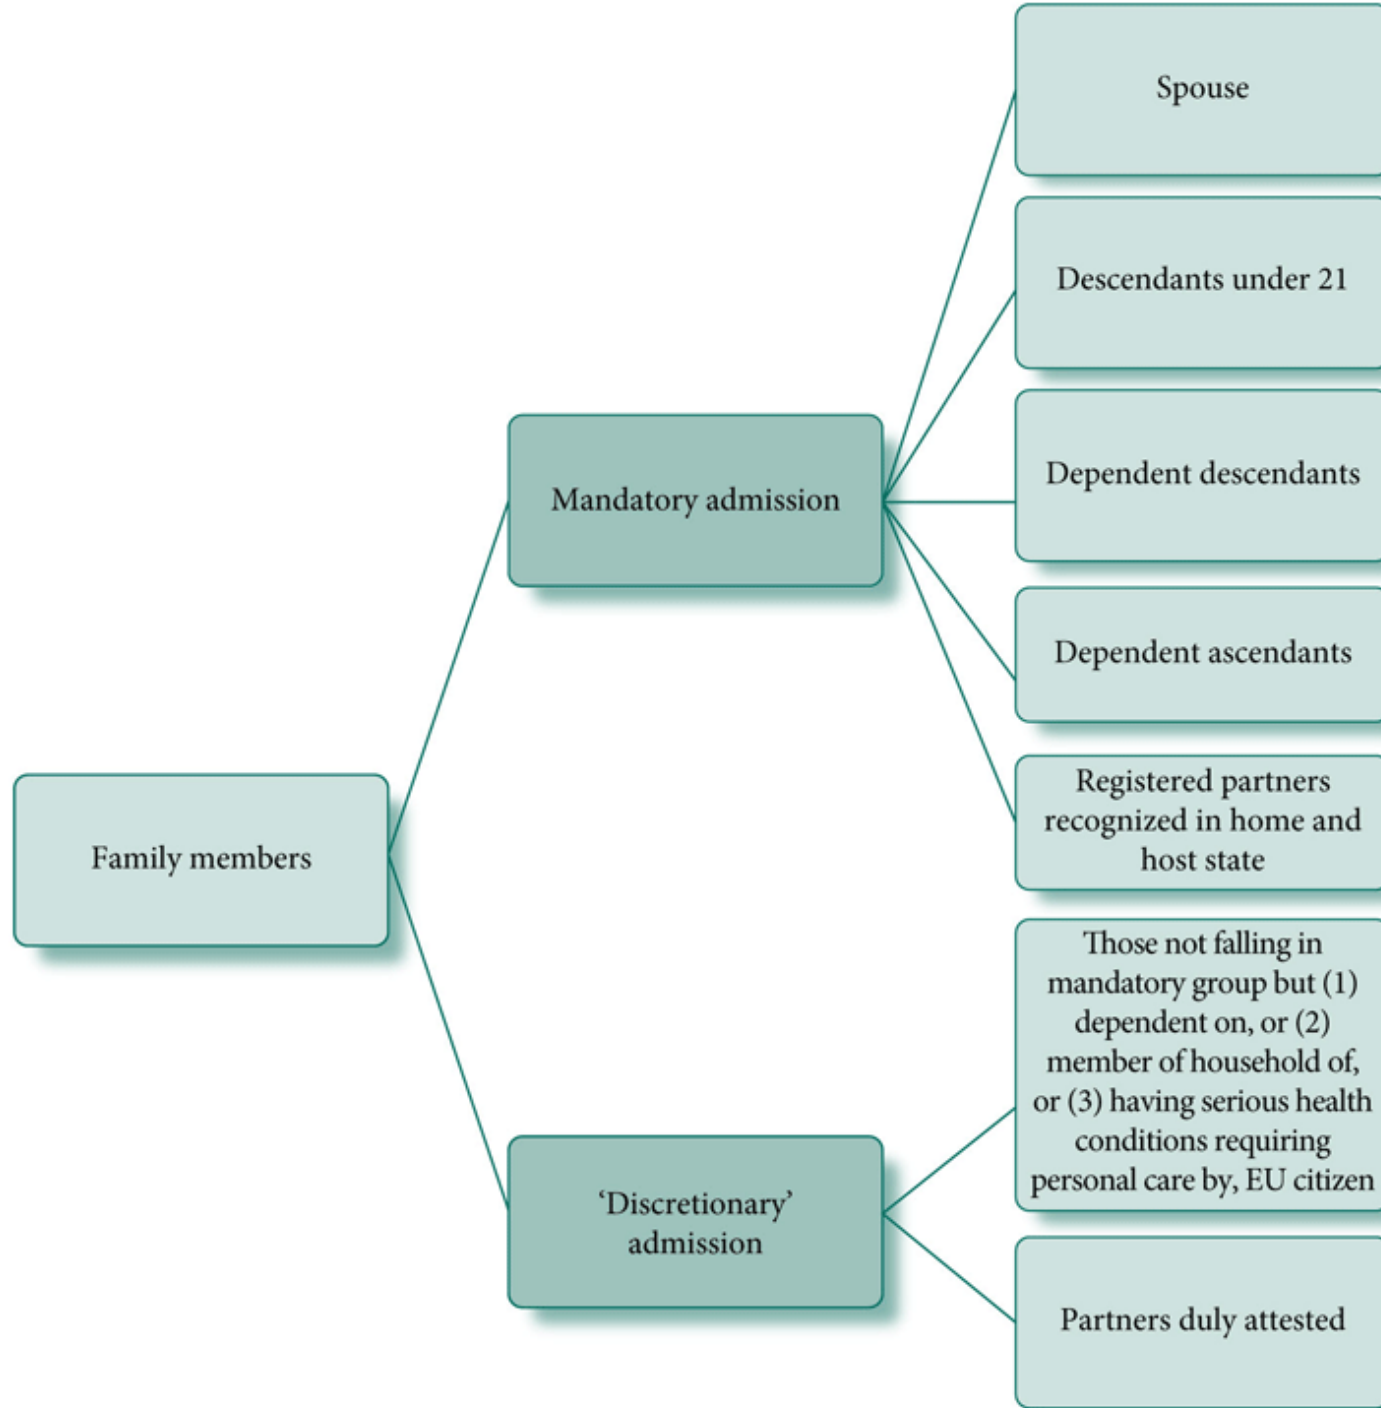 Spouse
Descendants under 21
Dependent descendants
Mandatory admission
Dependent ascendants
Registered partners
recognized in home and
host state
Family members
Those not falling in
mandatory group but (1)
dependent on, or (2)
member of household of,
or (3) having serious health
conditions requiring
personal care by, EU citizen
‘Discretionary’
admission
Partners duly attested